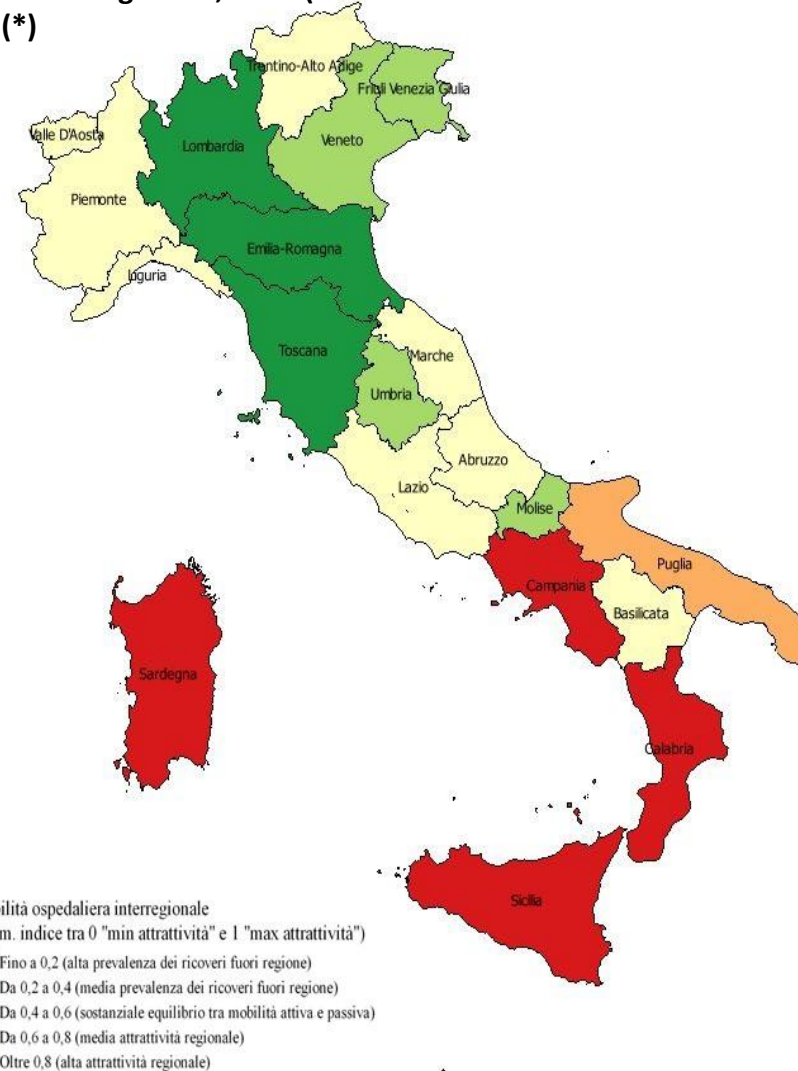 (*)
Trentino-Alto Adige
Friuli Venezia Giulia
Valle D'Aosta
Lombardia
Veneto
Piemonte
Emilia-Romagna
Liguria
Toscana
Marche
Umbria
Abruzzo
Lazio
Molise
Puglia
Campania
Basilicata
Sardegna
Calabria
Sicilia
ilità ospedaliera interregionale
m. indice tra 0 "min attrattività" e 1 "max attrattività")
Fino a 0,2 (alta prevalenza dei ricoveri fuori regione)
Da 0,2 a 0,4 (media prevalenza dei ricoveri fuori regione)
Da 0,4 a 0,6 (sostanziale equilibrio tra mobilità attiva e passiva)
Da 0,6 a 0,8 (media attrattività regionale)
Oltre 0,8 (alta attrattività regionale)